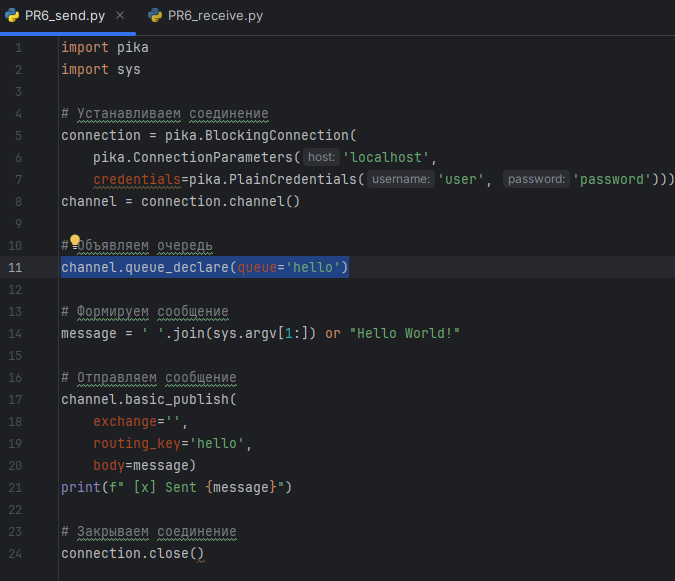 PR6_send.py × PR6_receive.py
1 import pika
2 import sys
3
4 # Устанавливаем соединение
5 connection = pika.BlockingConnection(
6 pika.ConnectionParameters( host: 'localhost',
7 credentials=pika.PlainCredentials( username: 'user', password: 'password')))
8 channel = connection.channel()
9
10 # Объявляем очередь
11 channel.queue_declare(queue='hello')
12
13 # Формируем сообщение
14 message = ' '.join(sys.argv[1:]) or "Hello World!"
15
16 # Отправляем сообщение
17 channel.basic_publish(
18 exchange='',
19 routing_key='hello',
20 body=message)
21 print(f" [x] Sent {message}")
22
23 # Закрываем соединение
24 connection.close()